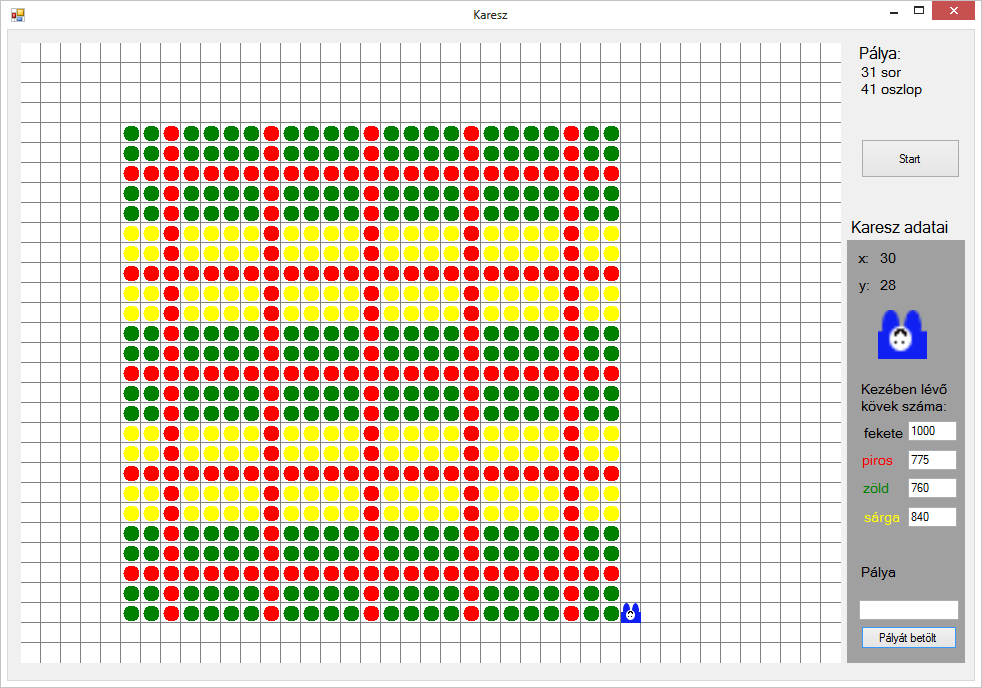 Karesz
Pálya:
31 sor
41 oszlop
Start
Karesz adatai
x: 30
y: 28
Kezében lévő
kövek száma:
fekete 1000
piros 775
zöld 760
sárga 840
Pálya
Pályát betölt